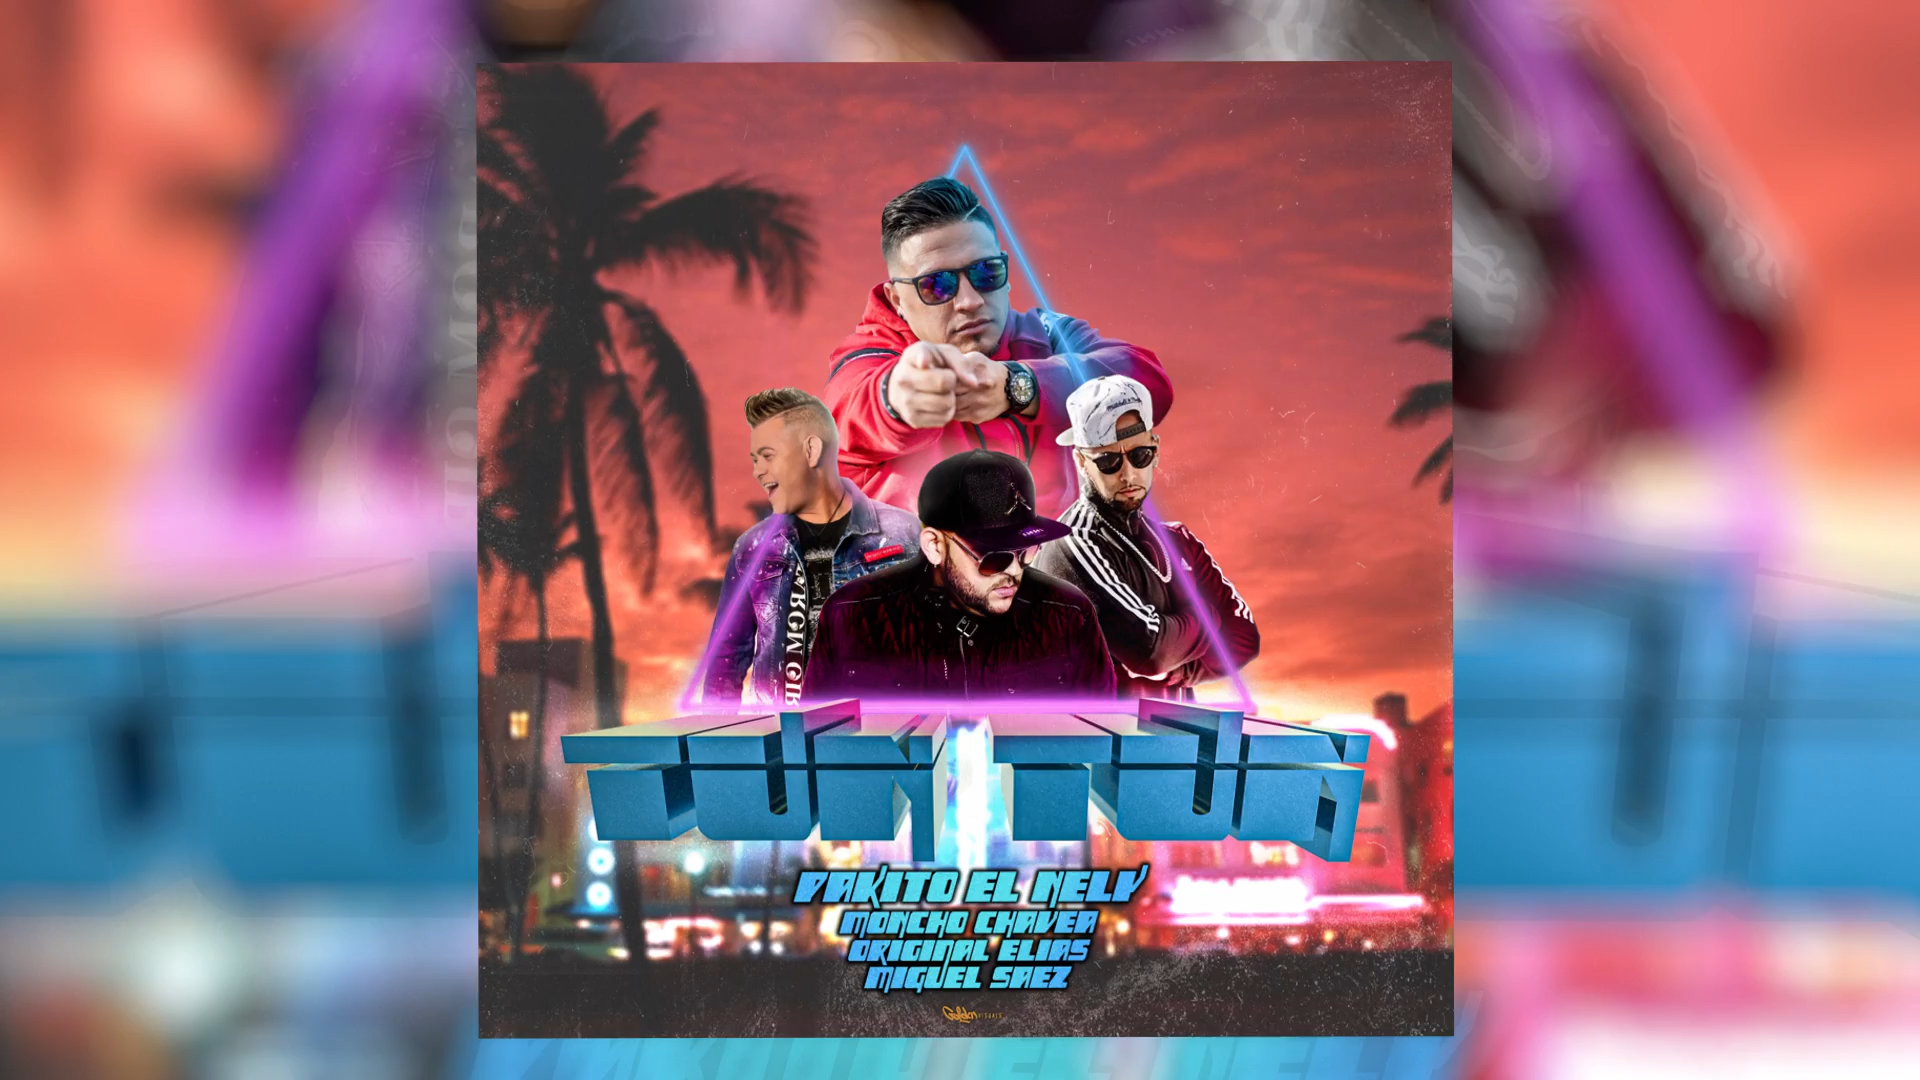 TUN TUN
PAKITO EL NELY
MONCHO CHAVEA
ORIGINAL ELIAS
MIGUEL SAEZ